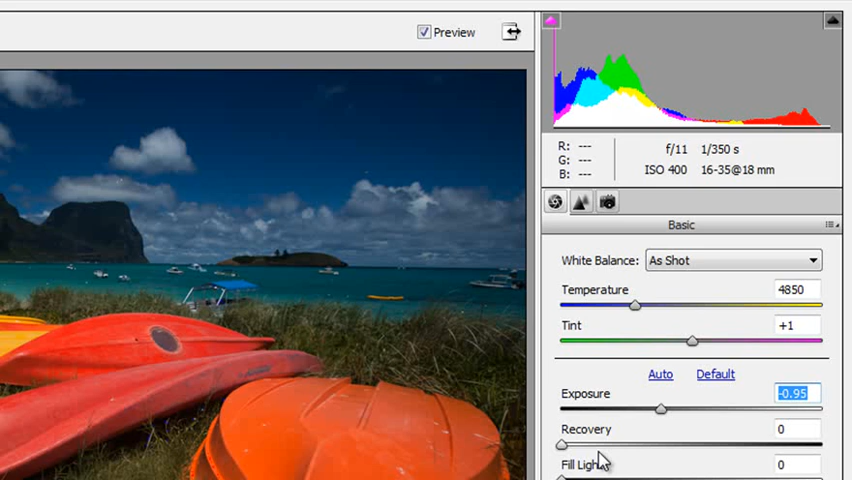 Preview
R: ---
G: ---
B: ---
f/11 1/350 s
ISO 400 16-35@18 mm
Basic
White Balance: As Shot
Temperature 4850
Tint +1
Auto Default
Exposure -0.95
Recovery 0
Fill Light 0